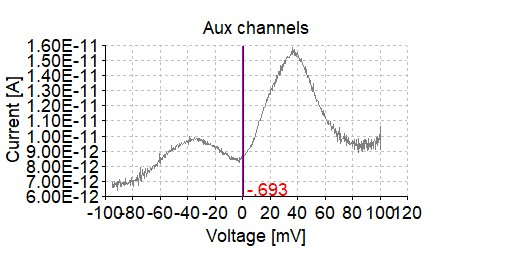 Aux channels
Current [A]
1.60E-11
1.50E-11
1.40E-11
1.30E-11
1.20E-11
1.10E-11
1.00E-11
9.00E-12
8.00E-12
7.00E-12
6.00E-12
-.693
-100 -80 -60 -40 -20 0 20 40 60 80 100 120
Voltage [mV]